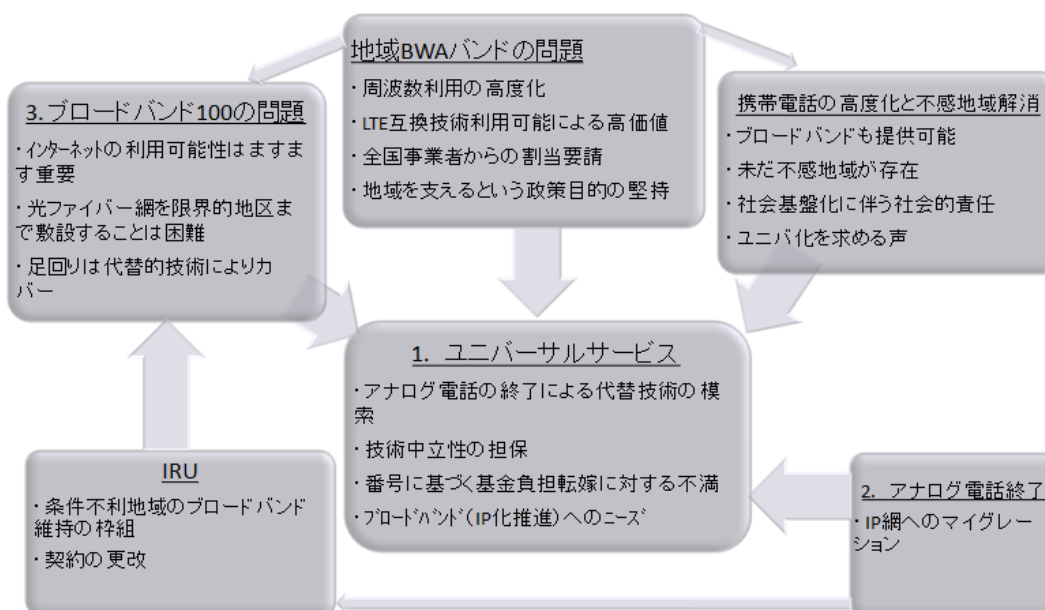 地域BWAバンドの問題
・周波数利用の高度化
・LTE互換技術利用可能による高価値
・全国事業者からの割当要請
・地域を支えるという政策目的の堅持
3. ブロードバンド100の問題
・インターネットの利用可能性はますま
す重要
・光ファイバー網を限界的地区ま
で敷設することは困難
・足回りは代替的技術によりカ
バー
携帯電話の高度化と不感地域解消
・ブロードバンドも提供可能
・未だ不感地域が存在
・社会基盤化に伴う社会的責任
・ユニバ化を求める声
1. ユニバーサルサービス
・アナログ電話の終了による代替技術の模
索
・技術中立性の担保
・番号に基づく基金負担転嫁に対する不満
・ブロードバンド(IP化推進)へのニーズ
IRU
・条件不利地域のブロードバンド
維持の枠組
・契約の更改
2. アナログ電話終了
・IP網へのマイグレー
ション